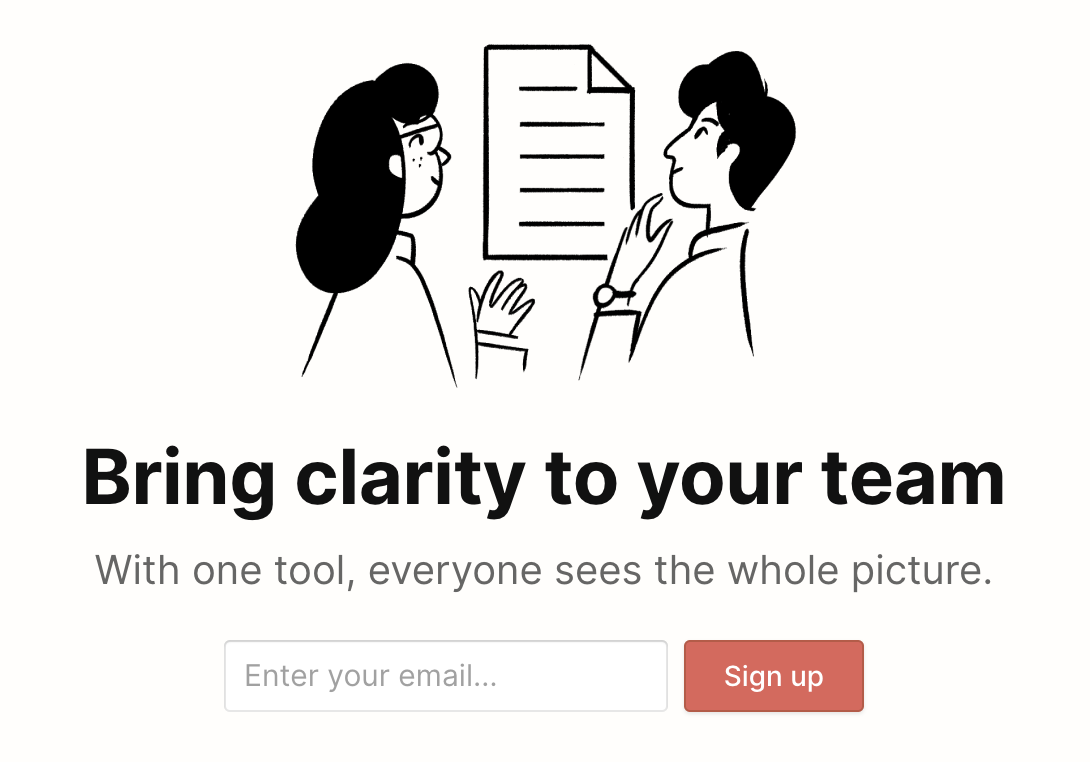 Bring clarity to your team
With one tool, everyone sees the whole picture.
Enter your email...
Sign up